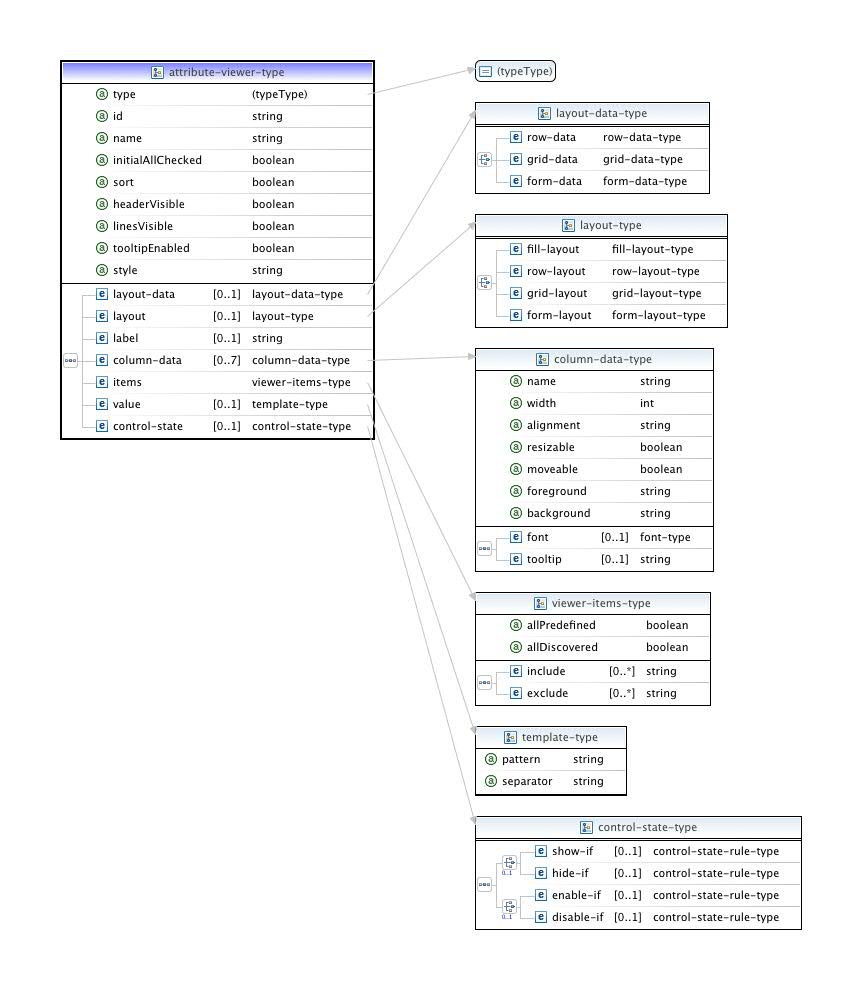 attribute-viewer-type
type (typeType)
id string
name string
initialAllChecked boolean
sort boolean
headerVisible boolean
linesVisible boolean
tooltipEnabled boolean
style string
layout-data [0..1] layout-data-type
layout [0..1] layout-type
label [0..1] string
column-data [0..7] column-data-type
items viewer-items-type
value [0..1] template-type
control-state [0..1] control-state-type
(typeType)
layout-data-type
row-data row-data-type
grid-data grid-data-type
form-data form-data-type
layout-type
fill-layout fill-layout-type
row-layout row-layout-type
grid-layout grid-layout-type
form-layout form-layout-type
column-data-type
name string
width int
alignment string
resizable boolean
moveable boolean
foreground string
background string
font [0..1] font-type
tooltip [0..1] string
viewer-items-type
allPredefined boolean
allDiscovered boolean
include [0..*] string
exclude [0..*] string
template-type
pattern string
separator string
control-state-type
show-if [0..1] control-state-rule-type
0..1
hide-if [0..1] control-state-rule-type
enable-if [0..1] control-state-rule-type
0..1
disable-if [0..1] control-state-rule-type